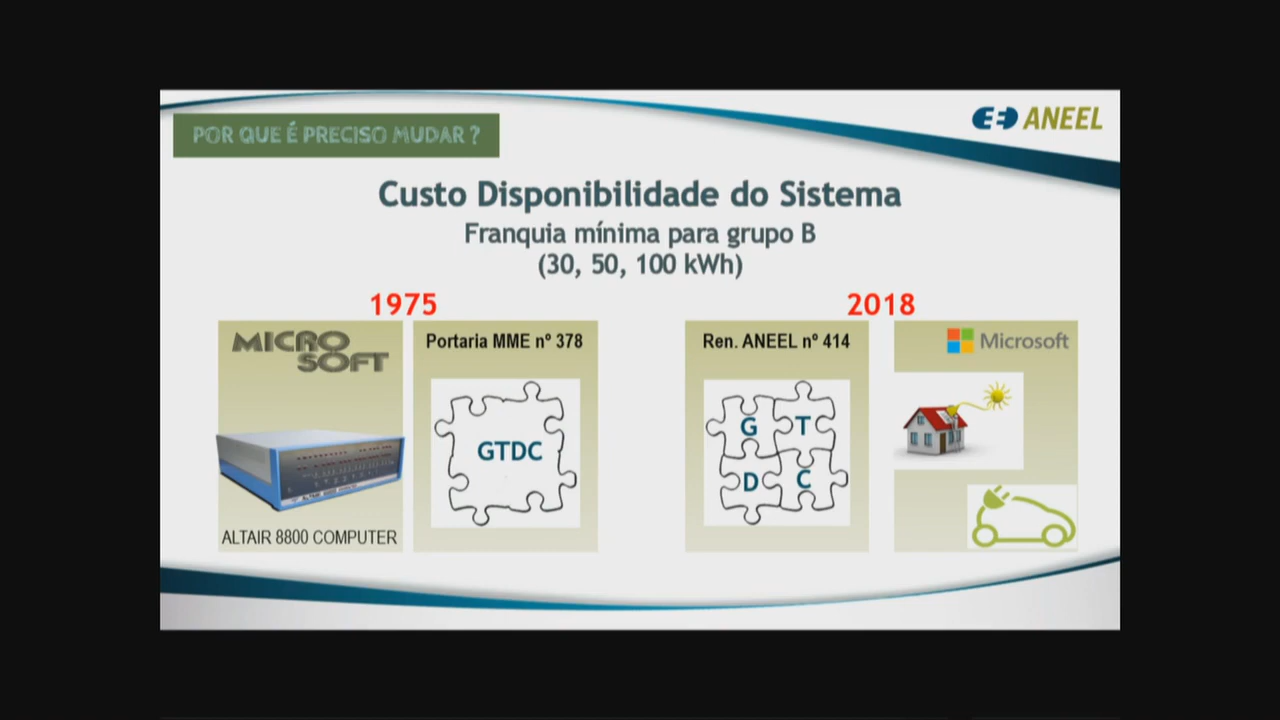 POR QUE É PRECISO MUDAR ?
ANEEL
Custo Disponibilidade do Sistema
Franquia mínima para grupo B
(30, 50, 100 kWh)
1975
2018
MICRO
SOFT
ALTAIR 8800 COMPUTER
Portaria MME nº 378
GTDC
Ren. ANEEL nº 414
G T
D C
Microsoft